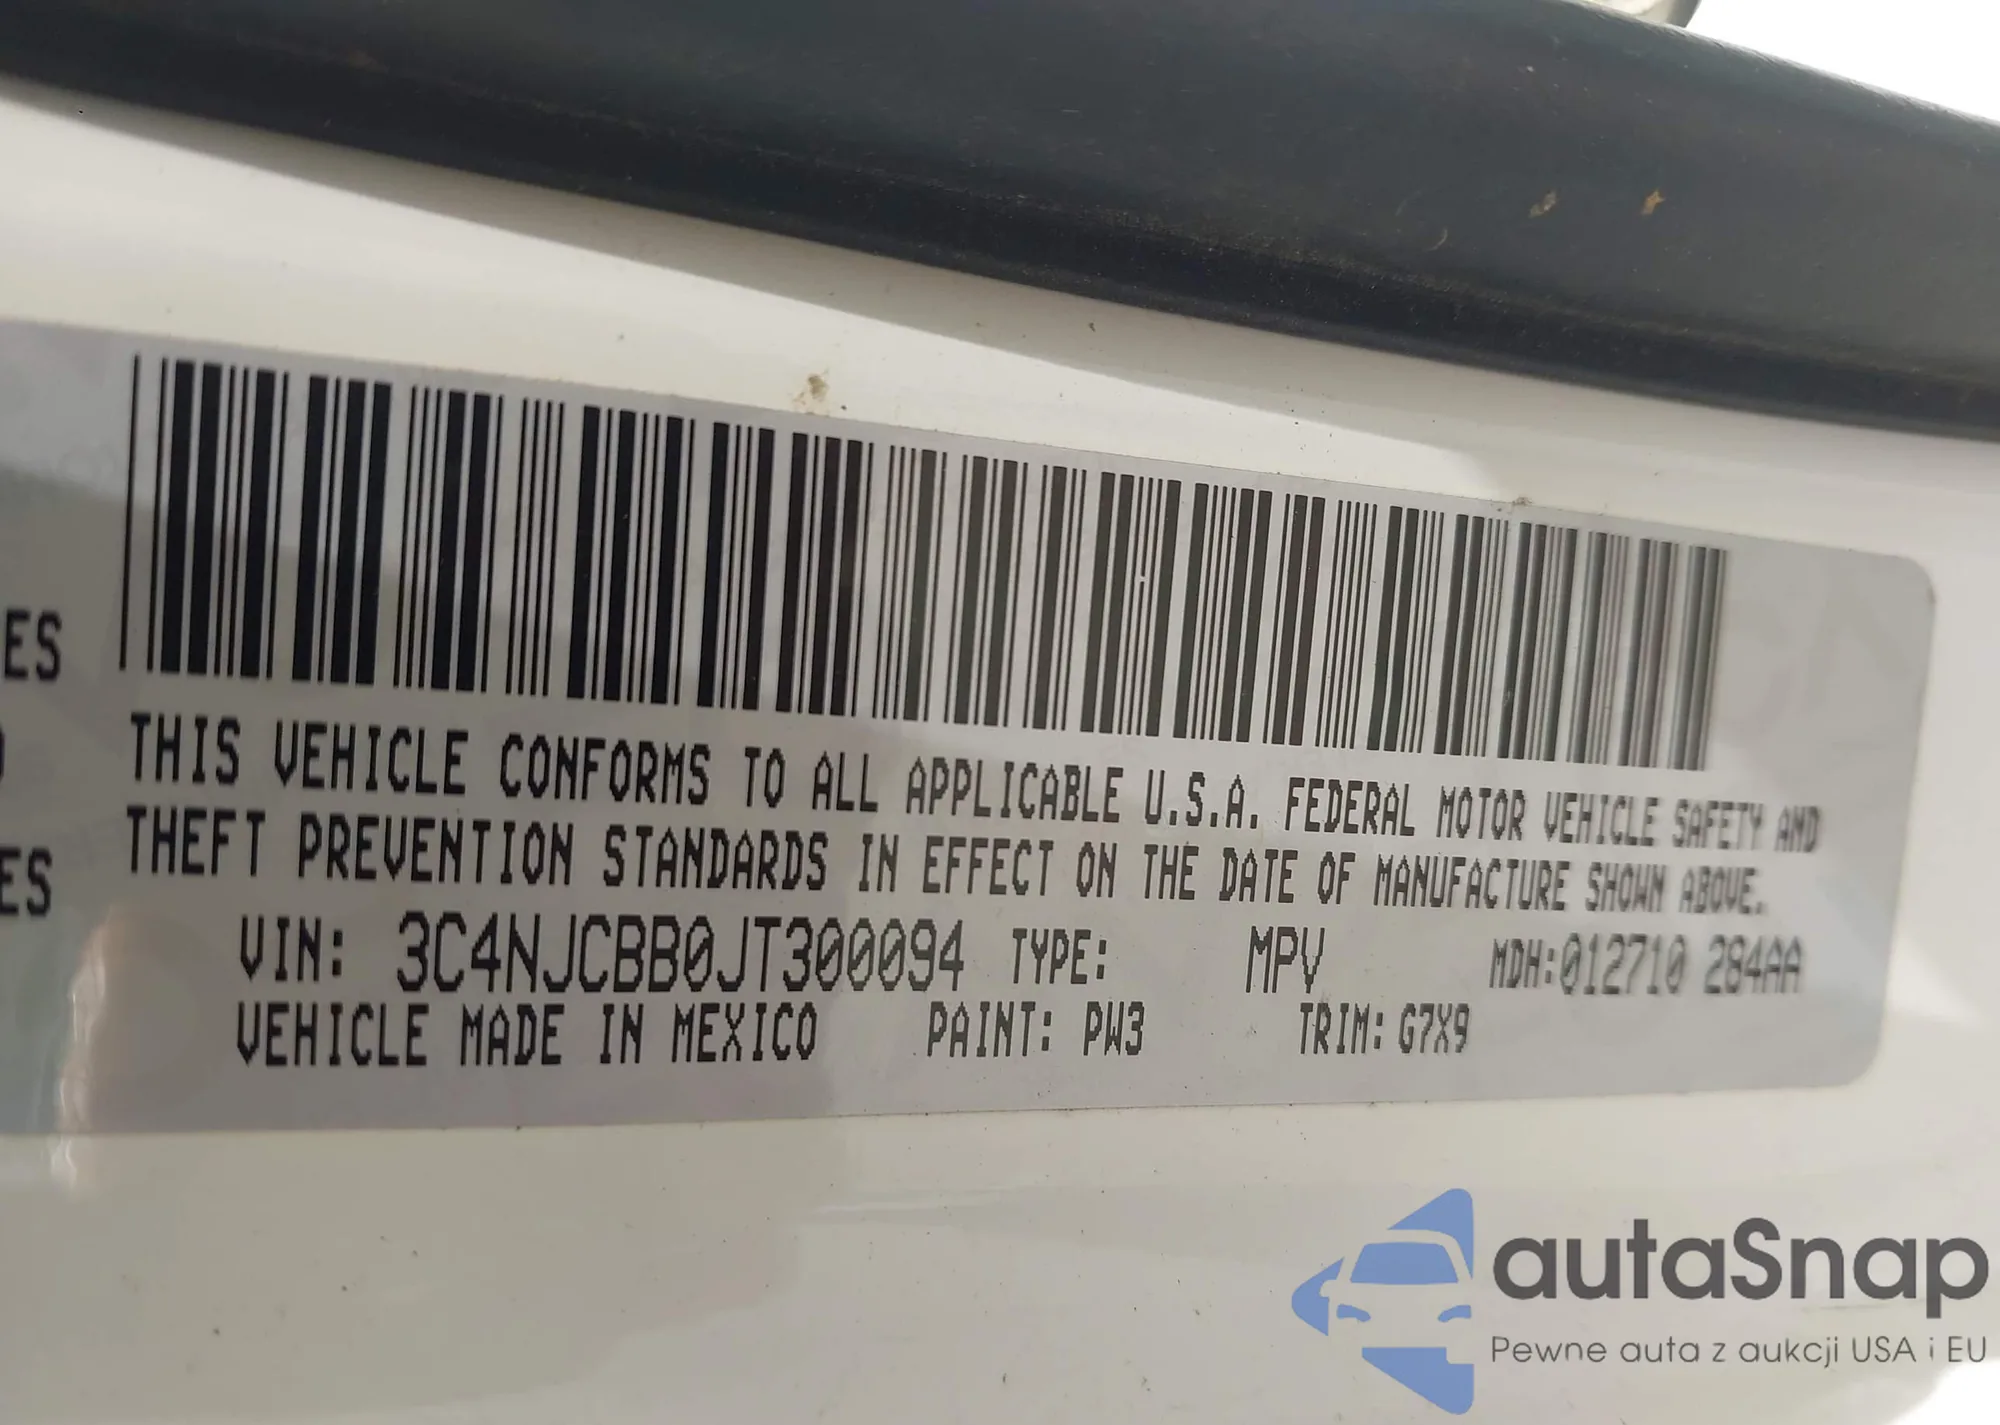 ES
ES
THIS VEHICLE CONFORMS TO ALL APPLICABLE U.S.A. FEDERAL MOTOR VEHICLE SAFETY AND
THEFT PREVENTION STANDARDS IN EFFECT ON THE DATE OF MANUFACTURE SHOWN ABOVE.
VIN: 3C4NJCBB0JT300094 TYPE: MPV MDH:012710 284AA
VEHICLE MADE IN MEXICO PAINT: PW3 TRIM: G7X9
autaSnap
Pewne auta z aukcji USA i EU